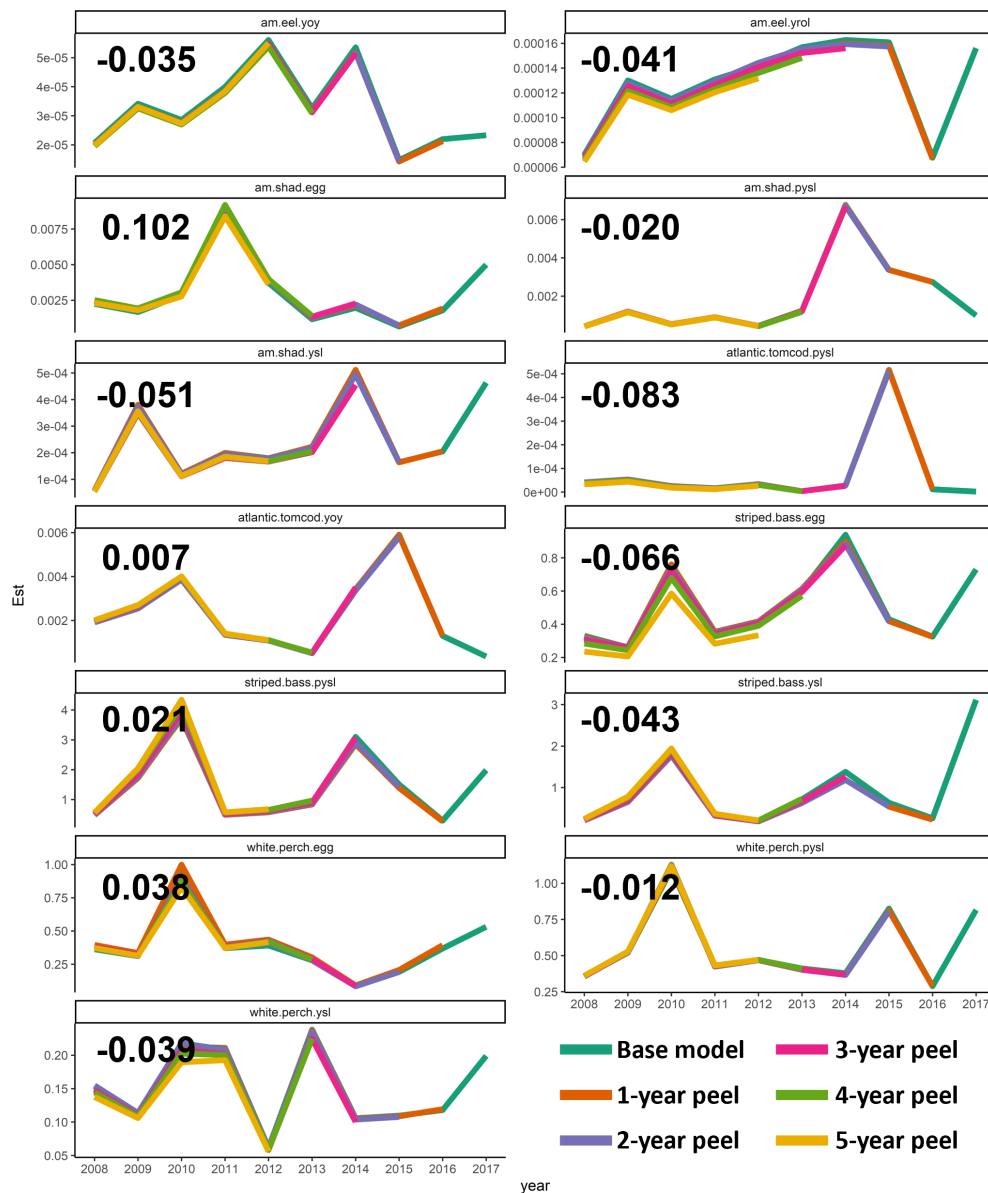 am.eel.yoy
-0.035
5e-05
4e-05
3e-05
2e-05
am.eel.yrol
-0.041
0.00016
0.00014
0.00012
0.00010
0.00008
0.00006
am.shad.egg
0.102
0.0075
0.0050
0.0025
am.shad.pysl
-0.020
0.006
0.004
0.002
am.shad.ysl
-0.051
5e-04
4e-04
3e-04
2e-04
1e-04
atlantic.tomcod.pysl
-0.083
5e-04
4e-04
3e-04
2e-04
1e-04
0e+00
atlantic.tomcod.yoy
0.007
0.006
0.004
0.002
striped.bass.egg
-0.066
0.8
0.6
0.4
0.2
Est
striped.bass.pysl
0.021
4
3
2
1
striped.bass.ysl
-0.043
3
2
1
white.perch.egg
0.038
1.00
0.75
0.50
0.25
white.perch.pysl
-0.012
1.00
0.75
0.50
0.25
2008 2009 2010 2011 2012 2013 2014 2015 2016 2017
white.perch.ysl
-0.039
0.20
0.15
0.10
0.05
2008 2009 2010 2011 2012 2013 2014 2015 2016 2017
Base model 3-year peel
1-year peel 4-year peel
2-year peel 5-year peel
year